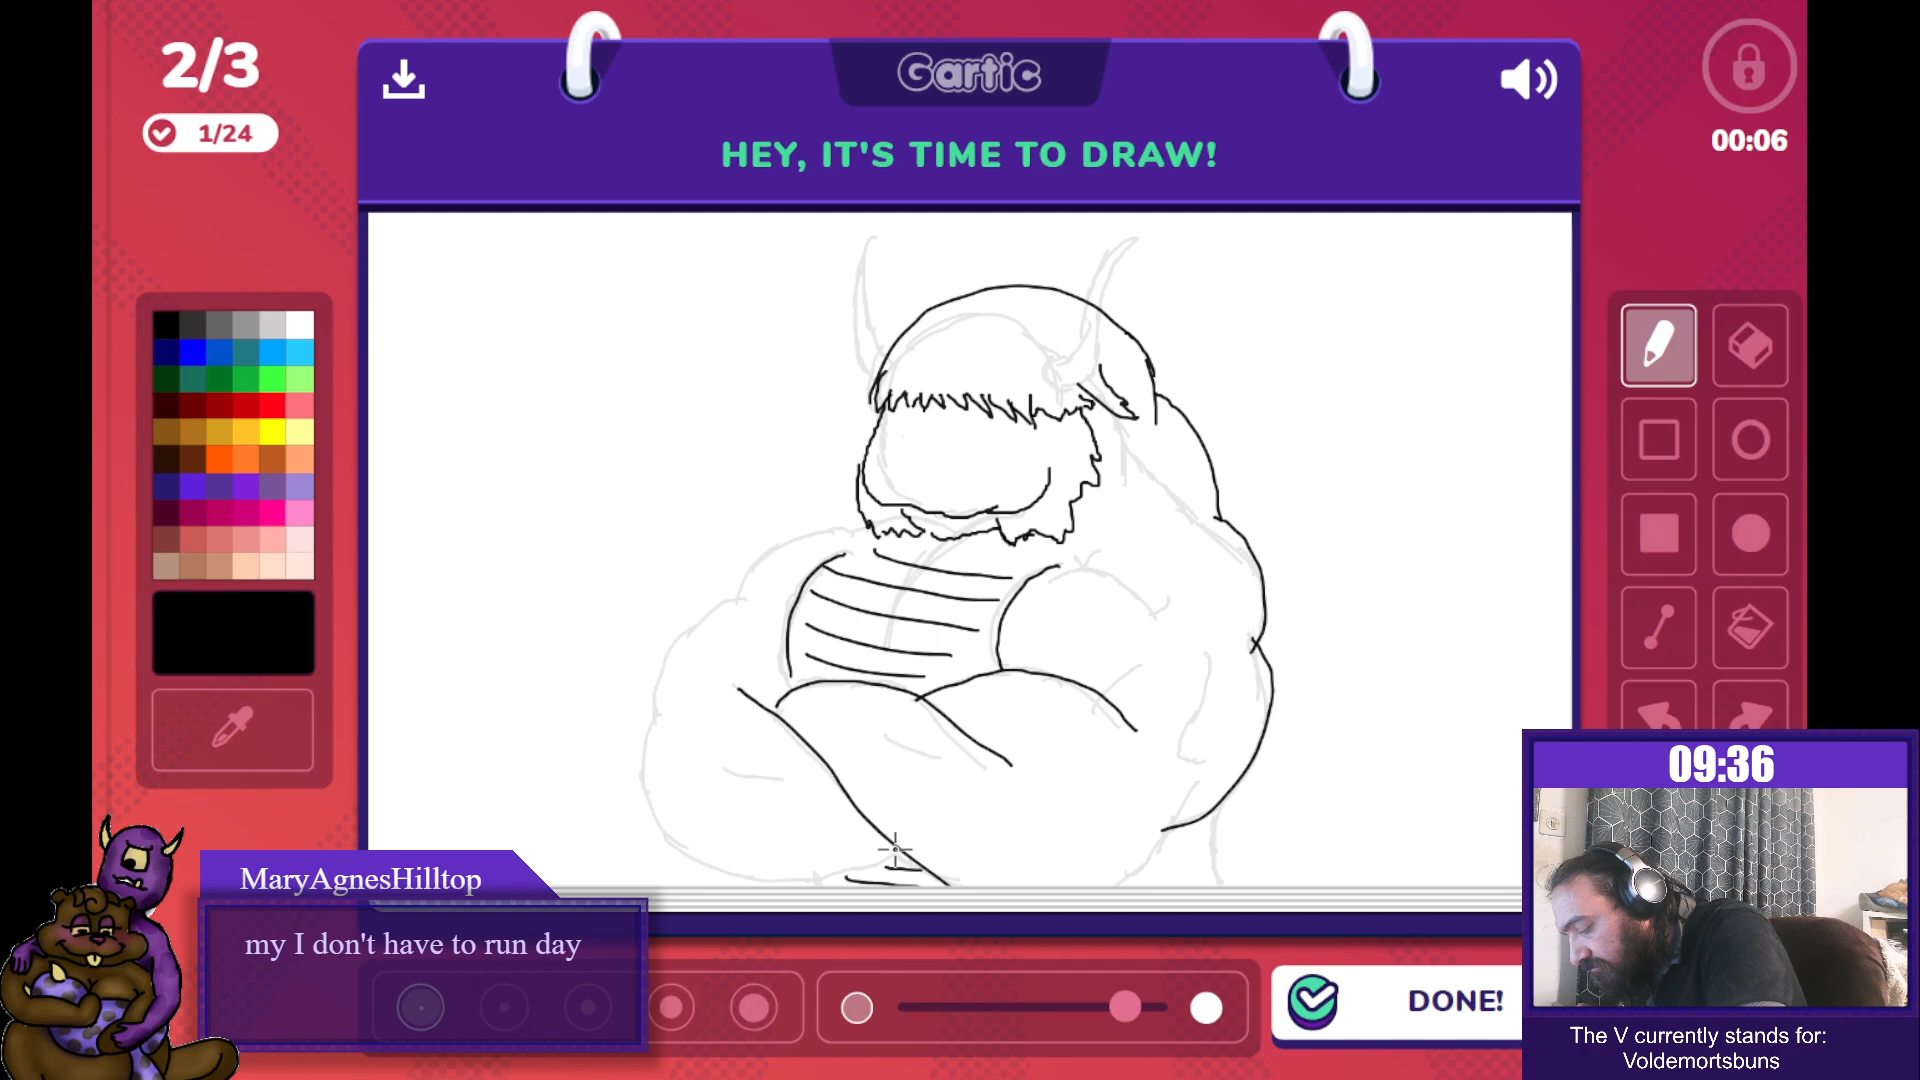 2/3
1/24
Gartic
HEY, IT'S TIME TO DRAW!
00:06
09:36
MaryAgnesHilltop
my I don't have to run day
DONE!
The V currently stands for:
Voldemortsbuns